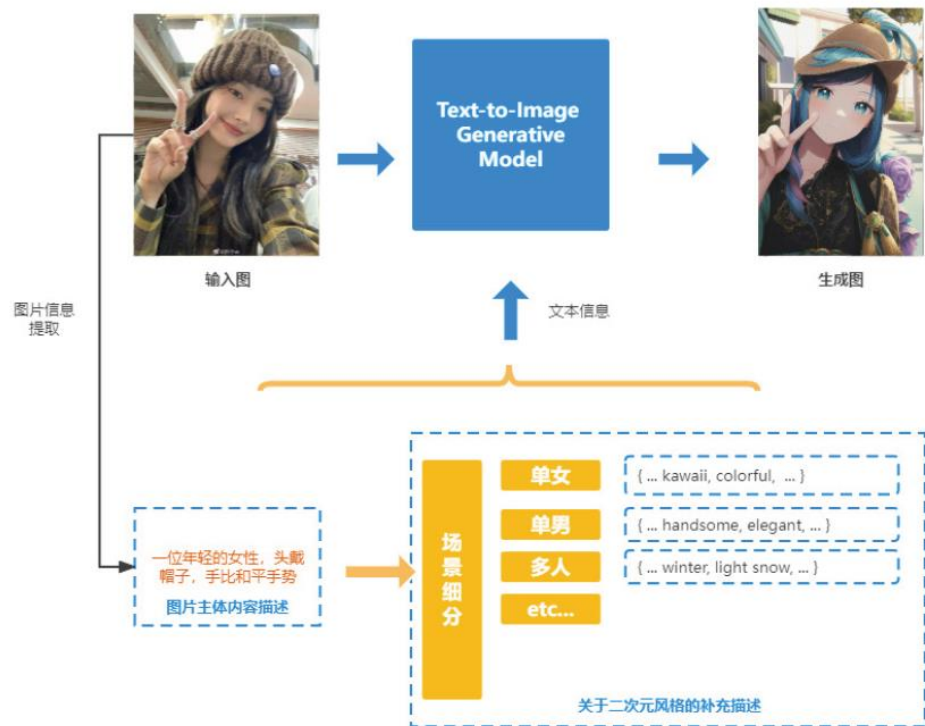 Text-to-Image
Generative
Model
输入图
生成图
图片信息
提取
文本信息
一位年轻的女性，头戴
帽子，手比和平手势
图片主体内容描述
场景细分
单女
{ ... kawaii, colorful,  ... }
单男
{ ... handsome, elegant, ... }
多人
{ ... winter, light snow, ... }
etc...
关于二次元风格的补充描述